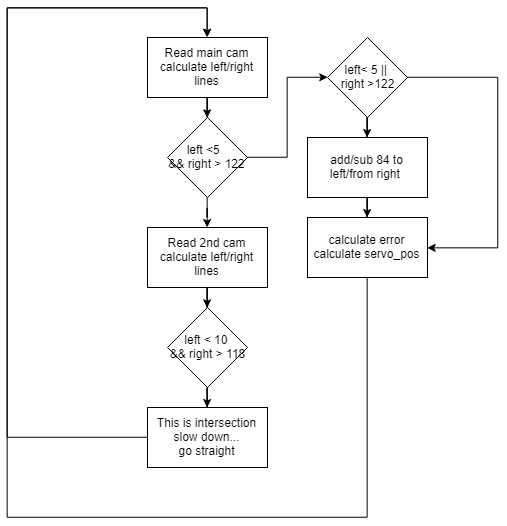 Read main cam
calculate left/right
lines
left <5
&& right > 122
Read 2nd cam
calculate left/right
lines
left < 10
&& right > 118
This is intersection
slow down...
go straight
left< 5 ||
right >122
add/sub 84 to
left/from right
calculate error
calculate servo_pos